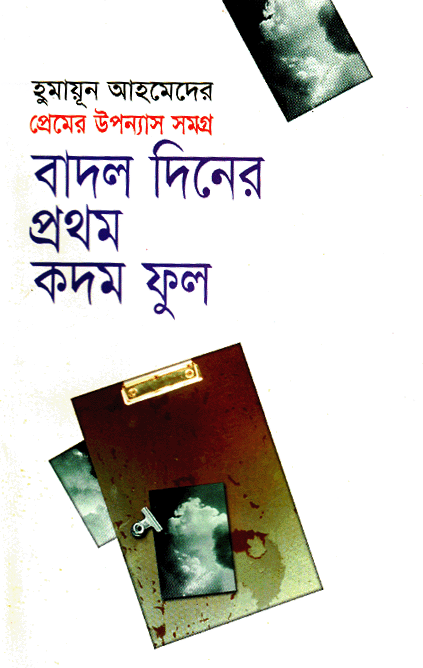 হুমায়ূন আহমেদের
প্রেমের উপন্যাস সমগ্র
বাদল দিনের
প্রথম
কদম ফুল